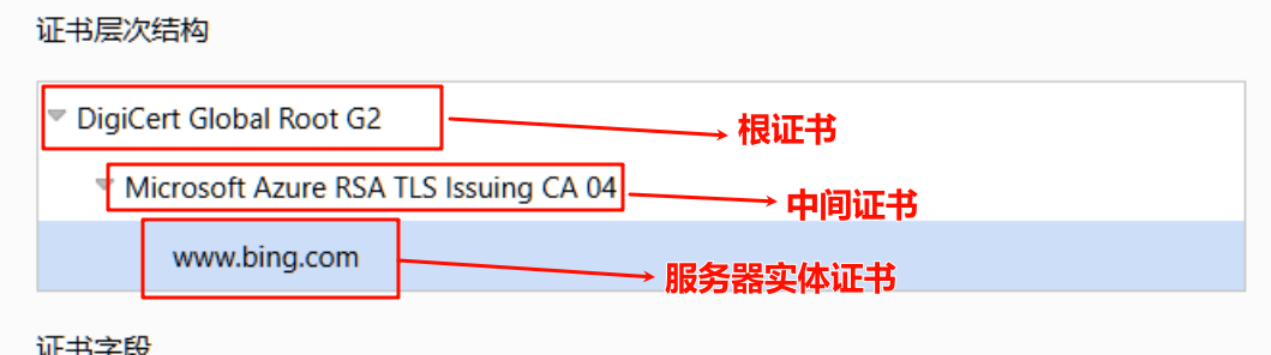 证书层次结构
DigiCert Global Root G2
根证书
Microsoft Azure RSA TLS Issuing CA 04
中间证书
www.bing.com
服务器实体证书
证书字段